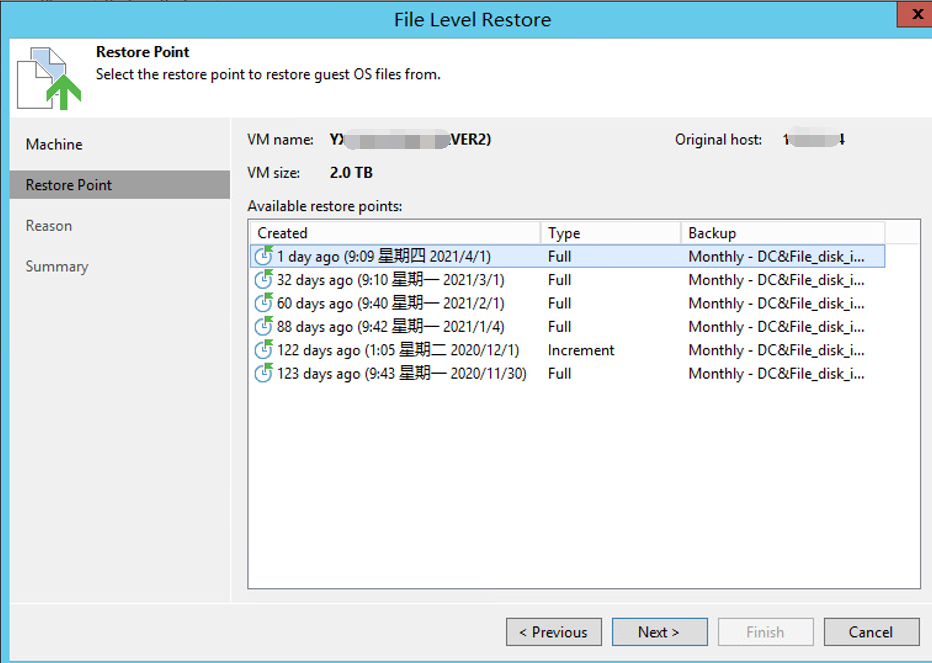 File Level Restore
Restore Point
Select the restore point to restore guest OS files from.
Machine
Restore Point
Reason
Summary
VM name: VER2) Original host:
VM size: 2.0 TB
Available restore points:
Created Type Backup
1 day ago (9:09 星期四 2021/4/1) Full Monthly - DC&File_disk_i...
32 days ago (9:10 星期一 2021/3/1) Full Monthly - DC&File_disk_i...
60 days ago (9:40 星期一 2021/2/1) Full Monthly - DC&File_disk_i...
88 days ago (9:42 星期一 2021/1/4) Full Monthly - DC&File_disk_i...
122 days ago (1:05 星期二 2020/12/1) Increment Monthly - DC&File_disk_i...
123 days ago (9:43 星期一 2020/11/30) Full Monthly - DC&File_disk_i...
< Previous Next > Finish Cancel